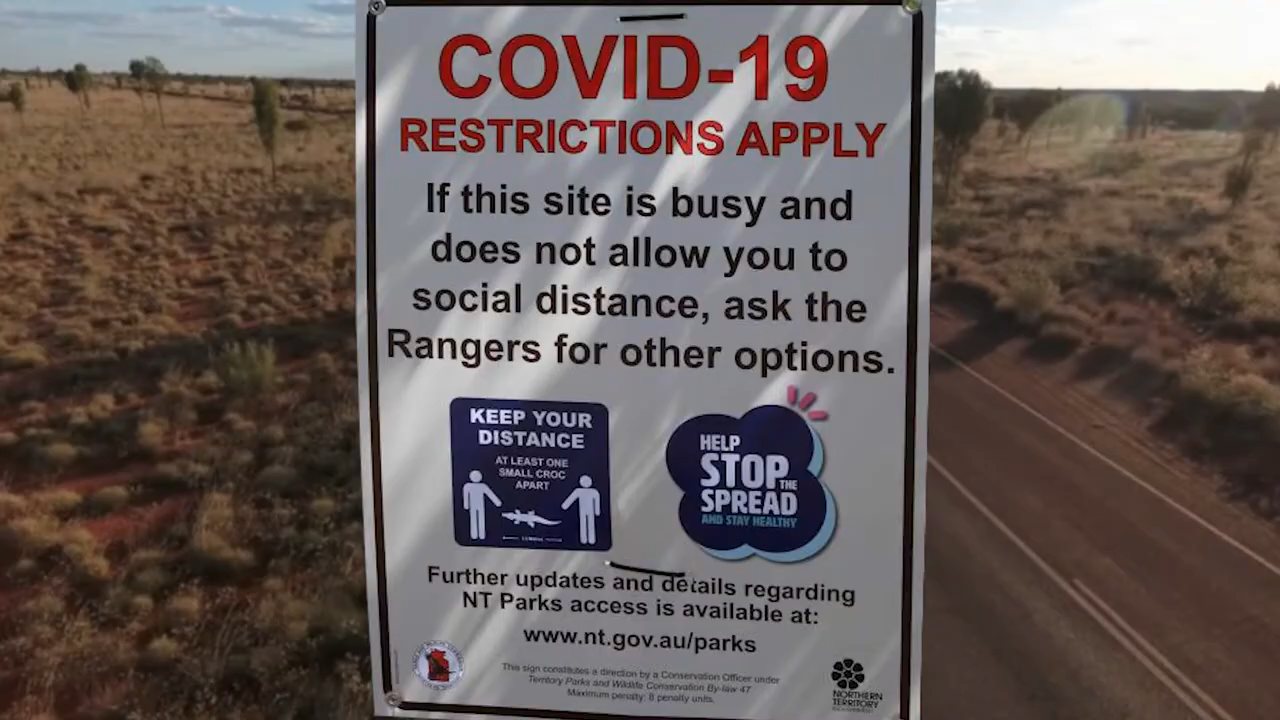 COVID-19
RESTRICTIONS APPLY
If this site is busy and
does not allow you to
social distance, ask the
Rangers for other options.
KEEP YOUR
DISTANCE
AT LEAST ONE
SMALL CROC
APART
HELP
STOP THE
SPREAD
AND STAY HEALTHY
Further updates and details regarding
NT Parks access is available at:
www.nt.gov.au/parks
This sign constitutes a direction by a Conservation Officer under
Territory Parks and Wildlife Conservation By-law 47
Maximum penalty: 8 penalty units.
NORTHERN
TERRITORY